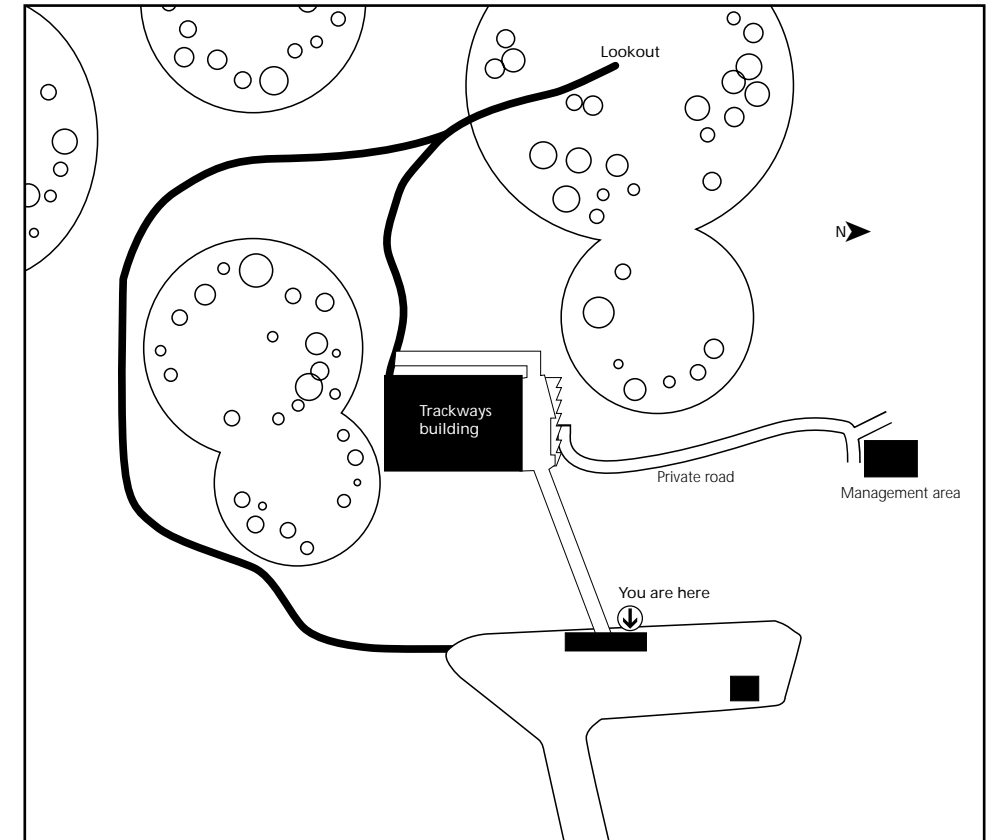 Lookout
N
Trackways
building
Private road
Management area
You are here